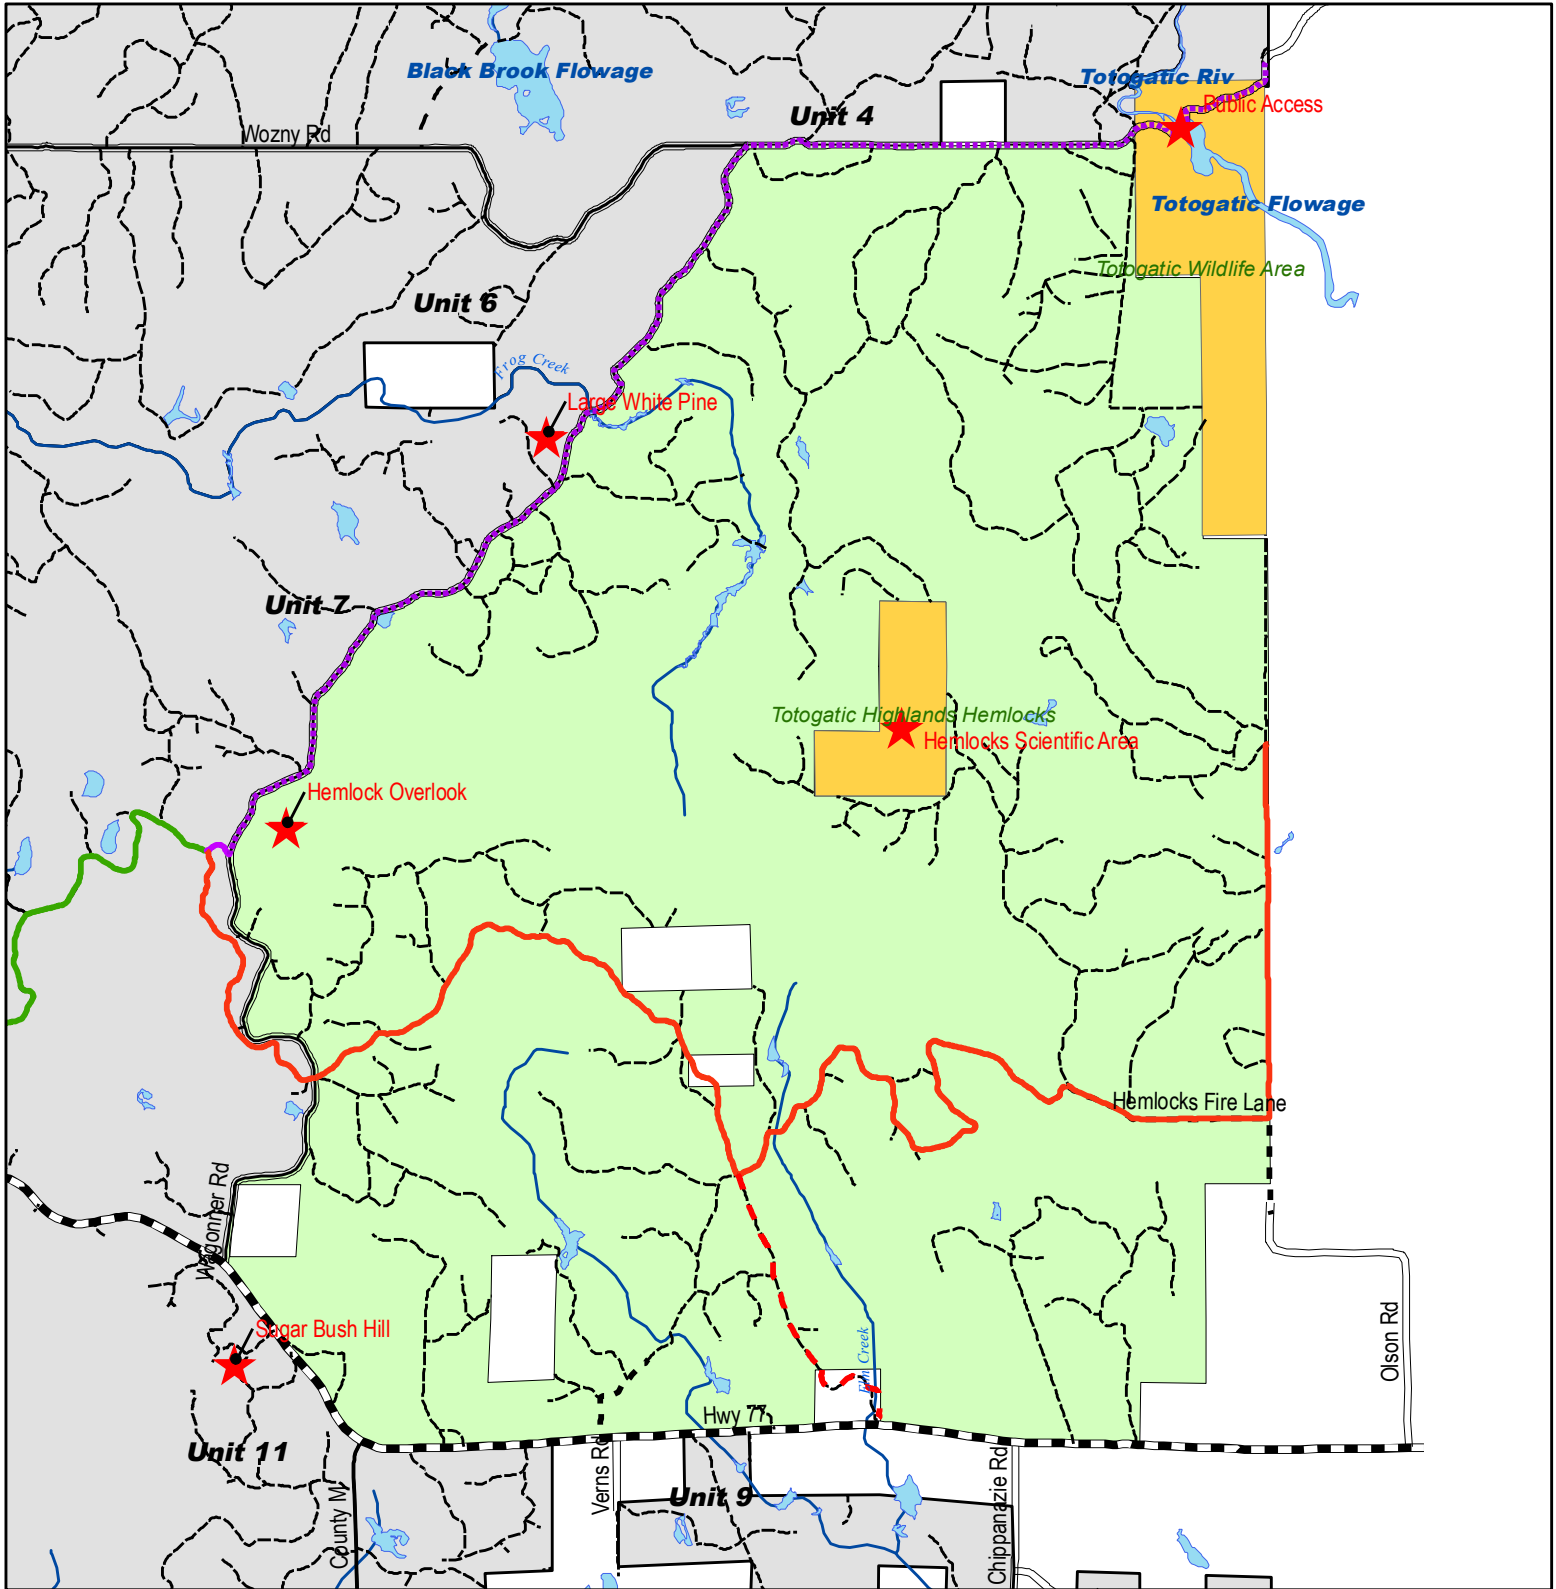 Black Brook Flowage
Totogatic Riv
Public Access
Unit 4
Wozny Rd
Totogatic Flowage
Totogatic Wildlife Area
Unit 6
Frog Creek
Large White Pine
Unit 7
Totogatic Highlands Hemlocks
Hemlocks Scientific Area
Hemlock Overlook
Hemlocks Fire Lane
Wagonner Rd
Sugar Bush Hill
Elm Creek
Olson Rd
Hwy 77
Unit 11
Verns Rd
Unit 9
County M
Chippanazie Rd